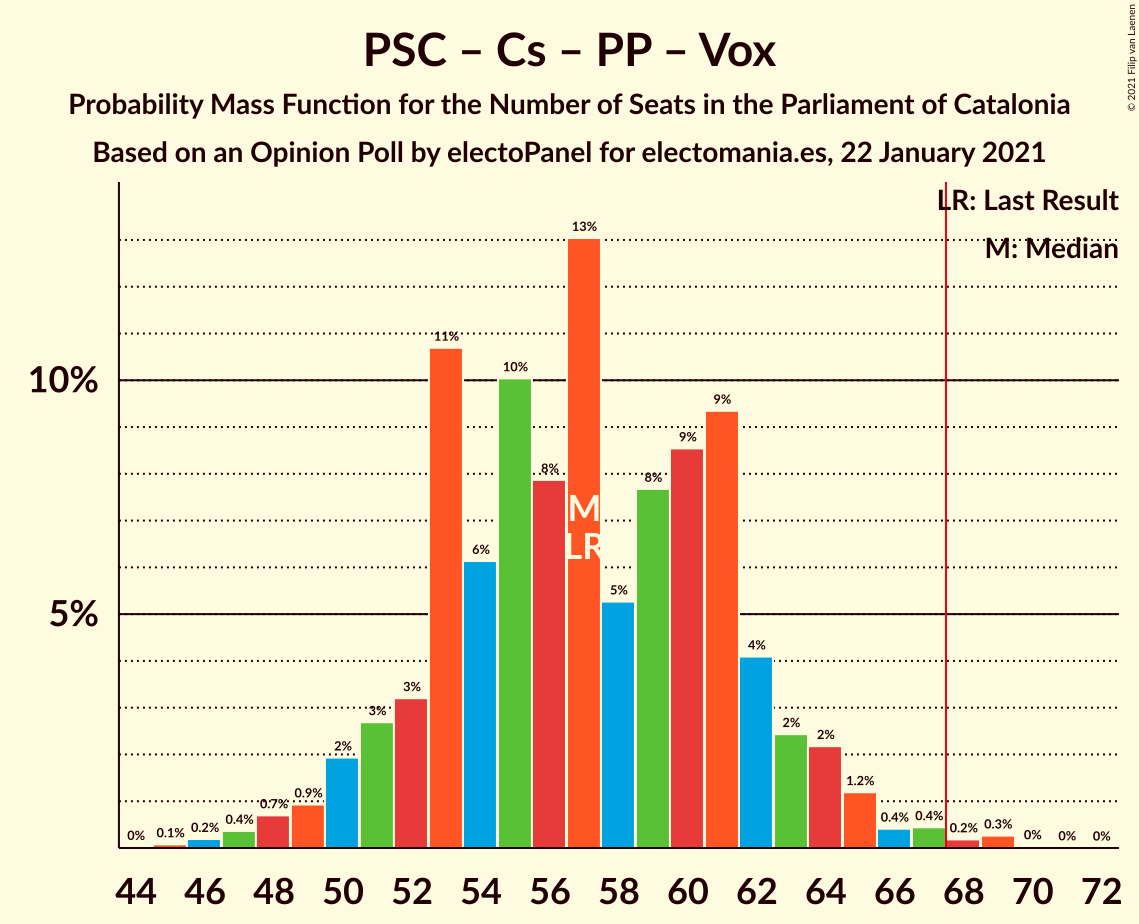 PSC – Cs – PP – Vox
Probability Mass Function for the Number of Seats in the Parliament of Catalonia
Based on an Opinion Poll by electoPanel for electomania.es, 22 January 2021
© 2021 Filip van Laenen
LR: Last Result
M: Median
10%
5%
0% 0.1% 0.2% 0.4% 0.7% 0.9% 2% 3% 3% 11% 6% 10% 8% 13% 5% 8% 9% 9% 4% 2% 2% 1.2% 0.4% 0.4% 0.2% 0.3% 0% 0% 0%
M
LR
44 46 48 50 52 54 56 58 60 62 64 66 68 70 72